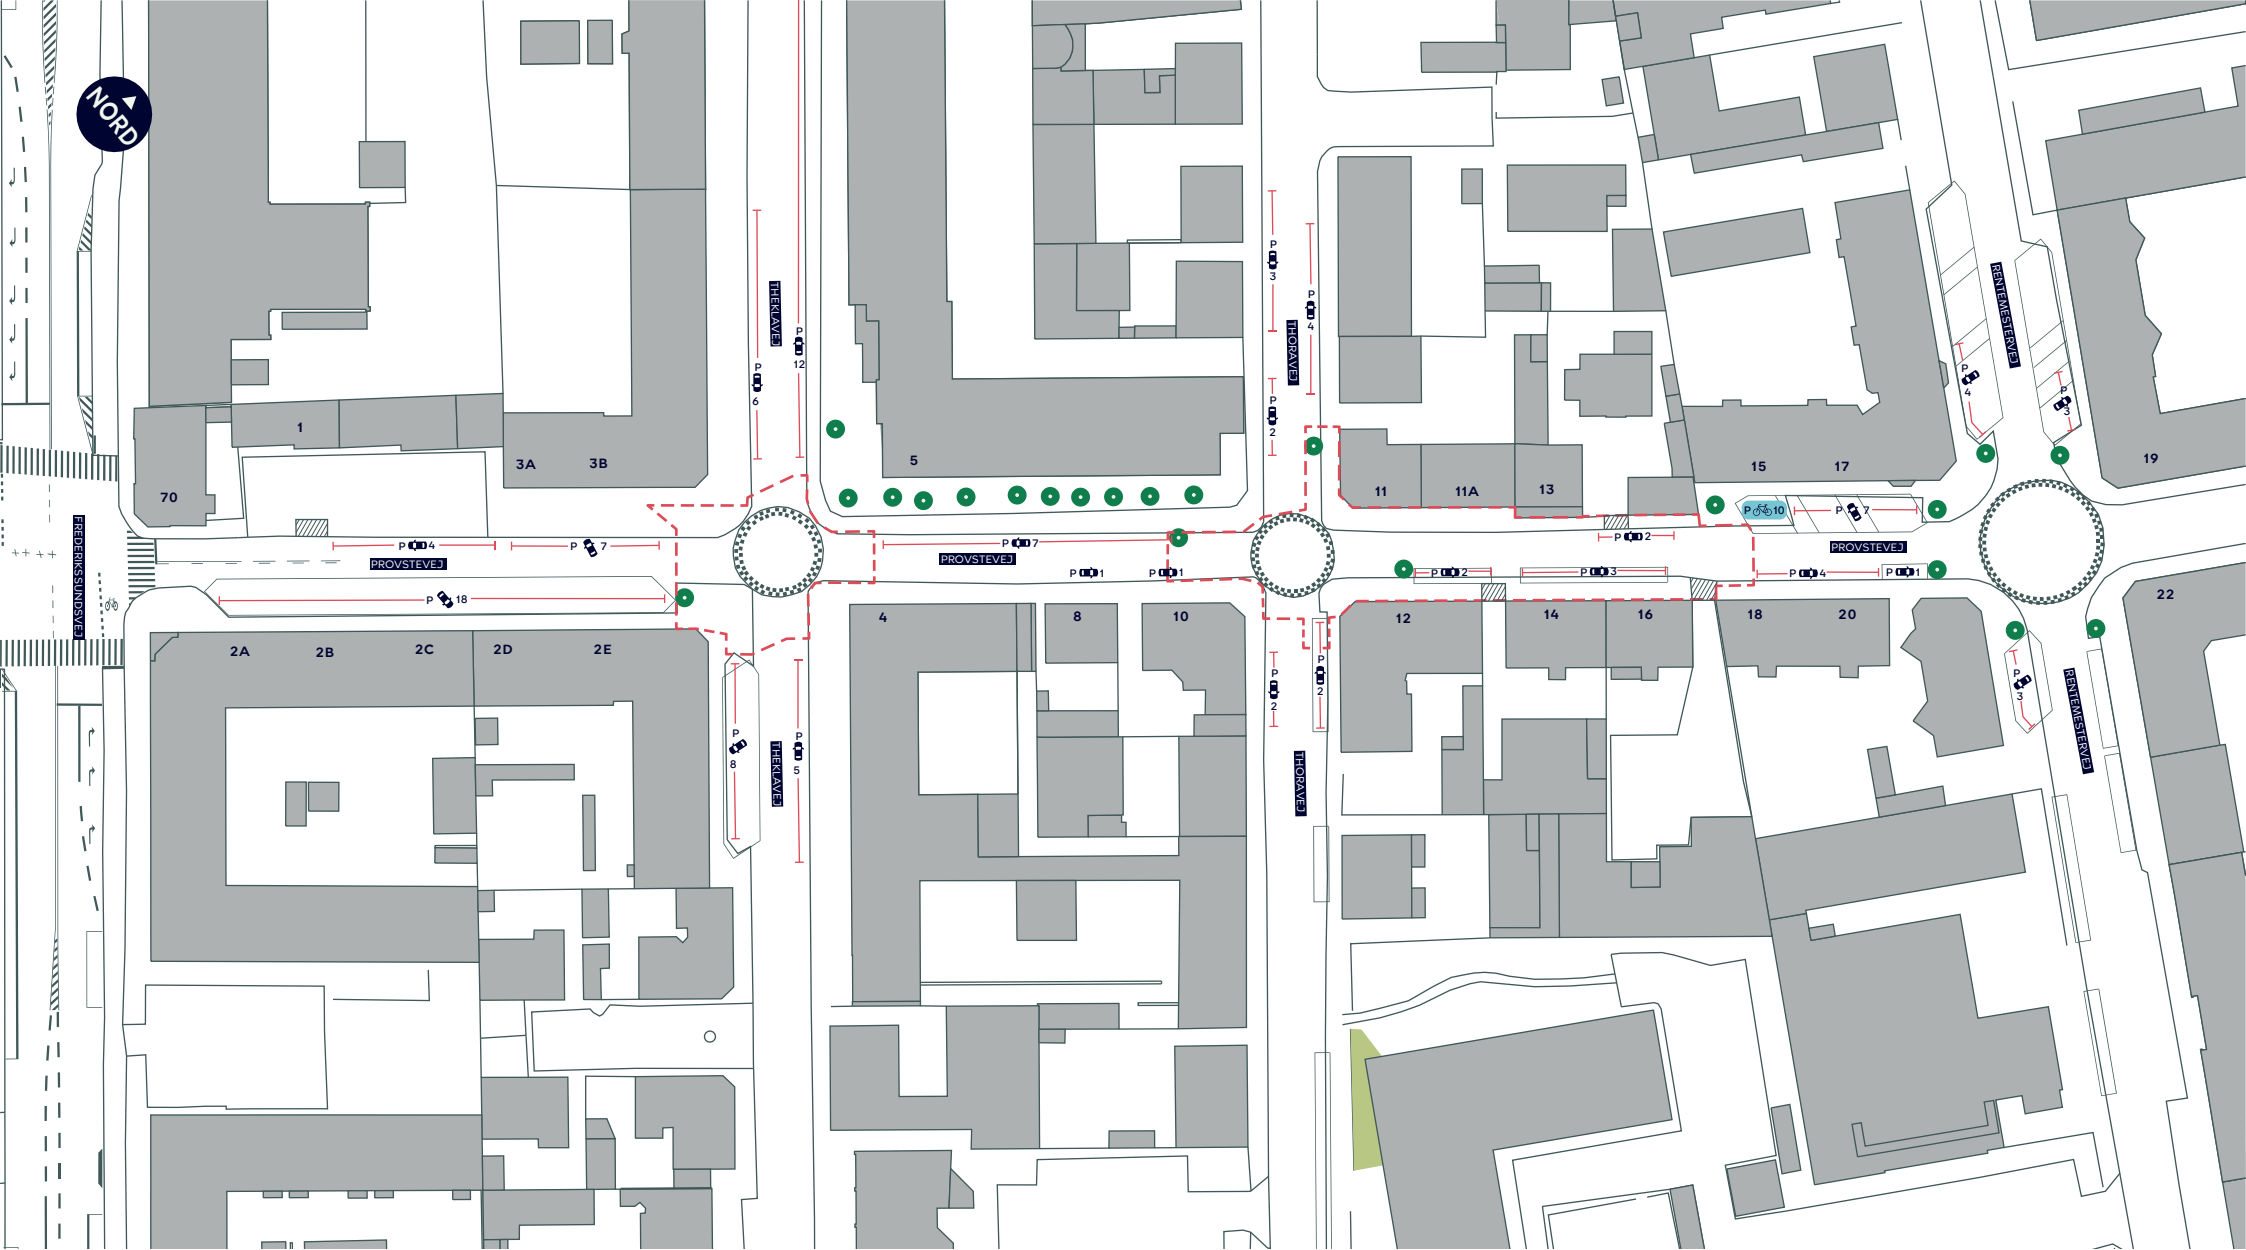 NORD
THEKLAVEJ
P 12
P 6
P 3
P 4
P 2
THORAVEJ
RENTEMESTERVEJ
P 4
P 3
1
3A
3B
5
70
11
11A
13
15
17
19
FREDERIKSSUNDSVEJ
P 4
P 7
PROVSTEVEJ
P 18
P 7
PROVSTEVEJ
P 1
P 1
P 2
P 2
P 3
P 10
P 7
PROVSTEVEJ
P 4
P 1
2A
2B
2C
2D
2E
4
8
10
12
14
16
18
20
22
P 8
THEKLAVEJ
P 5
P 2
P 2
THORAVEJ
P 3
RENTEMESTERVEJ